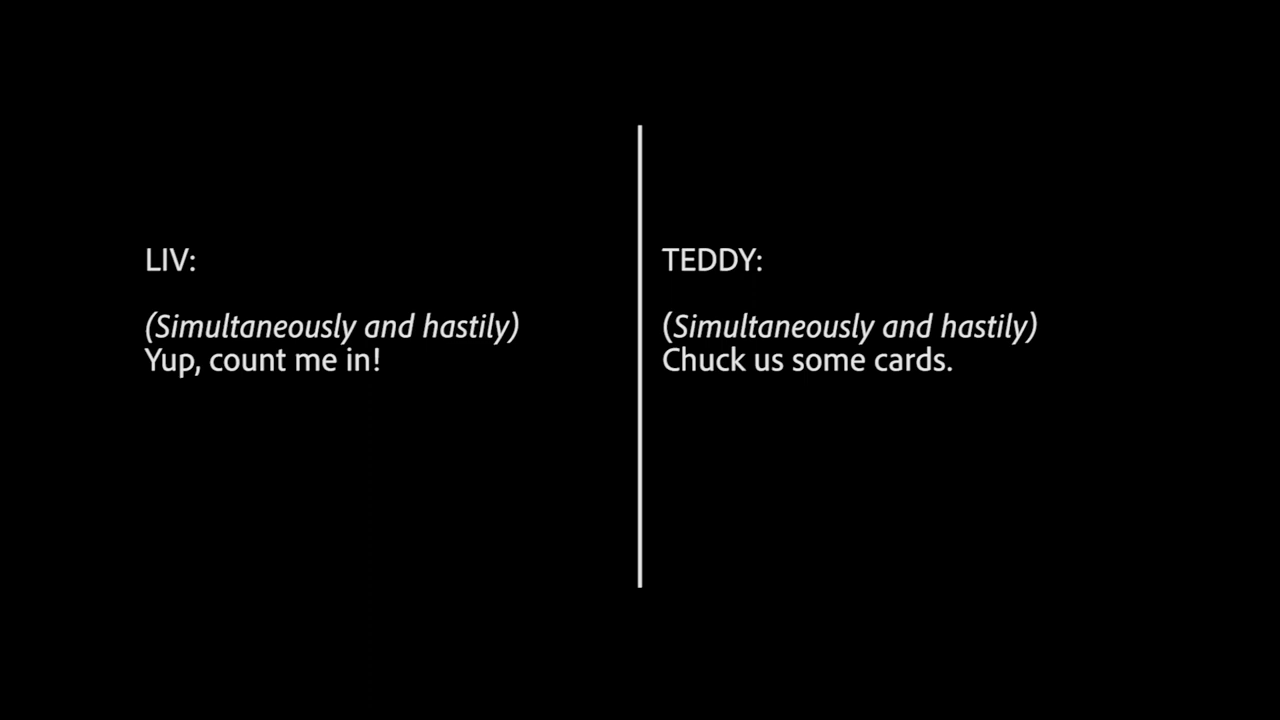 LIV:
(Simultaneously and hastily)
Yup, count me in!
TEDDY:
(Simultaneously and hastily)
Chuck us some cards.